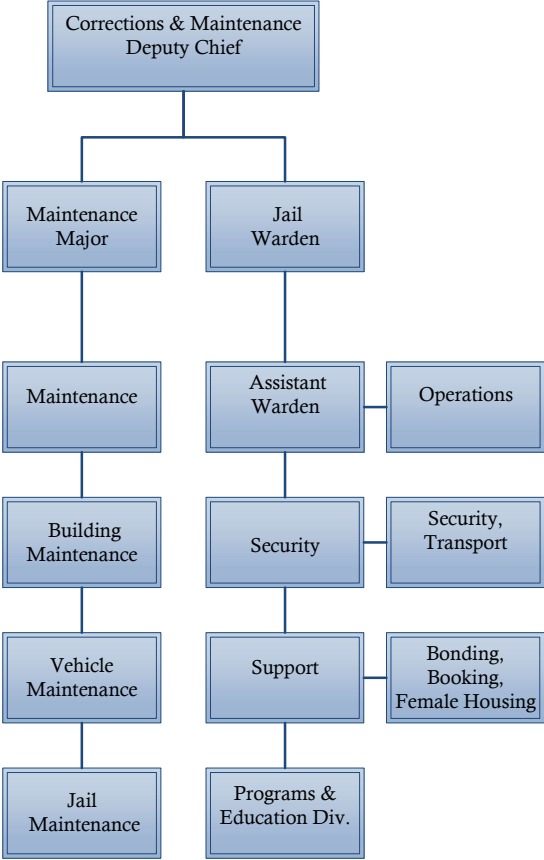 Corrections & Maintenance
Deputy Chief
Maintenance
Major
Jail
Warden
Maintenance
Assistant
Warden
Operations
Building
Maintenance
Security
Security,
Transport
Vehicle
Maintenance
Support
Bonding,
Booking,
Female Housing
Jail
Maintenance
Programs &
Education Div.